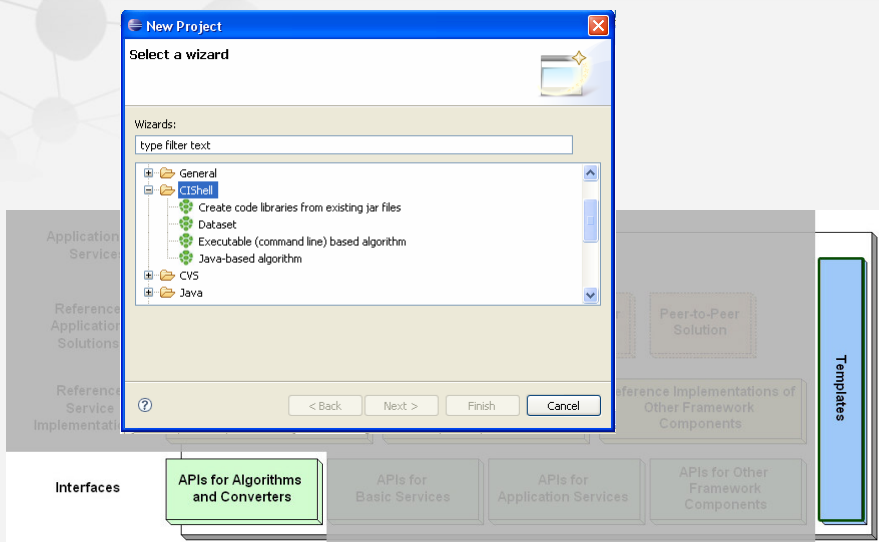 New Project
Select a wizard
Wizards:
type filter text
General
CIShell
Create code libraries from existing jar files
Dataset
Executable (command line) based algorithm
Java-based algorithm
CVS
Java
< Back
Next >
Finish
Cancel
Application
Service
Reference
Application
Solutions
Peer-to-Peer
Solution
Reference
Service
Implementati
eference Implementations of
Other Framework
Components
Templates
Interfaces
APIs for Algorithms
and Converters
APIs for
Basic Services
APIs for
Application Services
APIs for Other
Framework
Components